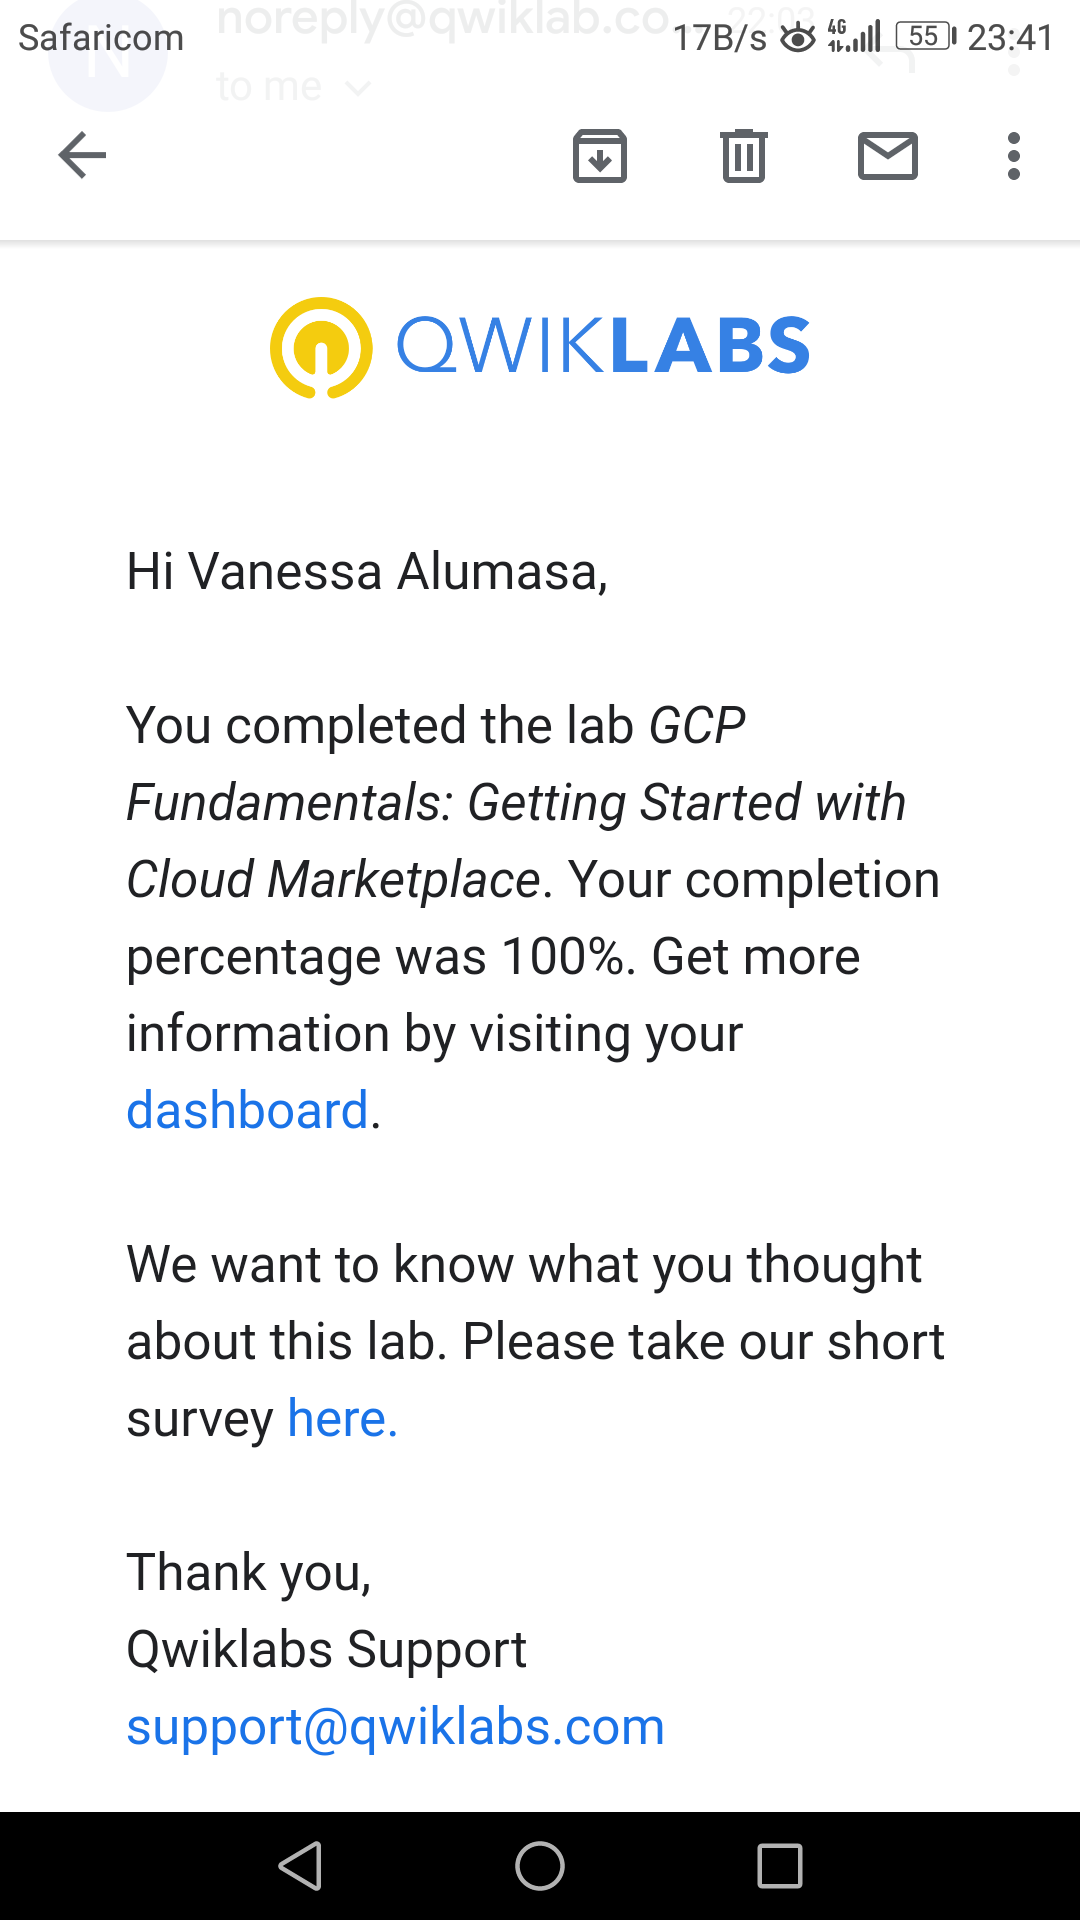 noreply@qwiklab.co... 22:03
Safaricom 17B/s 4G 55 23:41
N
to me
QWIKLABS
Hi Vanessa Alumasa,
You completed the lab GCP
Fundamentals: Getting Started with
Cloud Marketplace. Your completion
percentage was 100%. Get more
information by visiting your
dashboard.
We want to know what you thought
about this lab. Please take our short
survey here.
Thank you,
Qwiklabs Support
support@qwiklabs.com